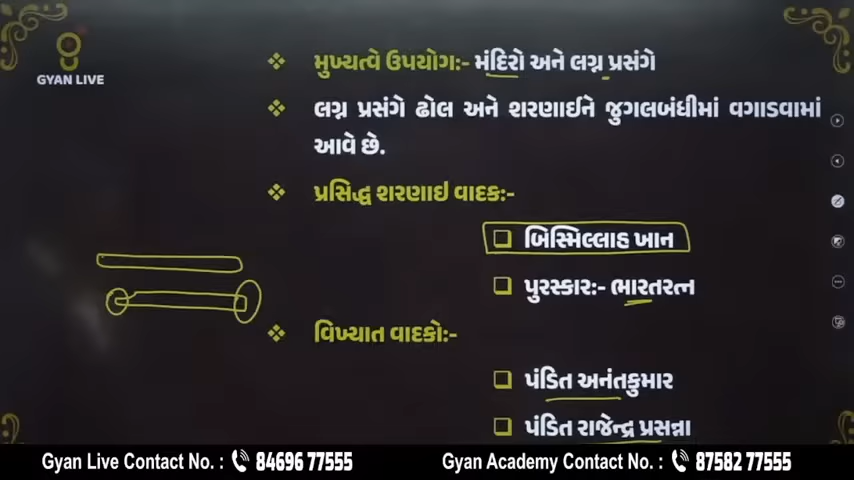 GYAN LIVE
❖ મુખ્યત્વે ઉપયોગ:- મંદિરો અને લગ્ન પ્રસંગે
❖ લગ્ન પ્રસંગે ઢોલ અને શરણાઈને જુગલબંધીમાં વગાડવામાં
આવે છે.
❖ પ્રસિદ્ધ શરણાઇ વાદક:-
❑ બિસ્મિલ્લાહ ખાન
❑ પુરસ્કાર:- ભારતરત્ન
❖ વિખ્યાત વાદકો:-
❑ પંડિત અનંતકુમાર
❑ પંડિત રાજેન્દ્ર પ્રસન્ના
Gyan Live Contact No. : 84696 77555 Gyan Academy Contact No. : 87582 77555